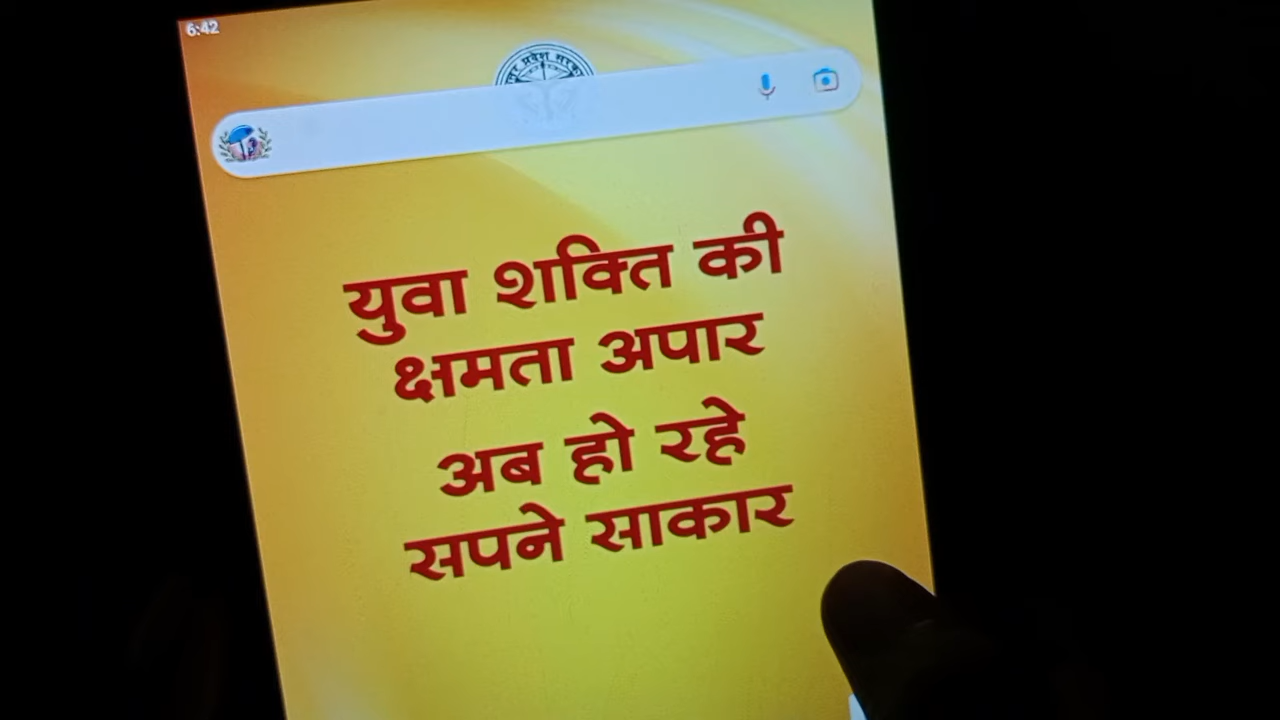 6:42
युवा शक्ति की
क्षमता अपार
अब हो रहे
सपने साकार